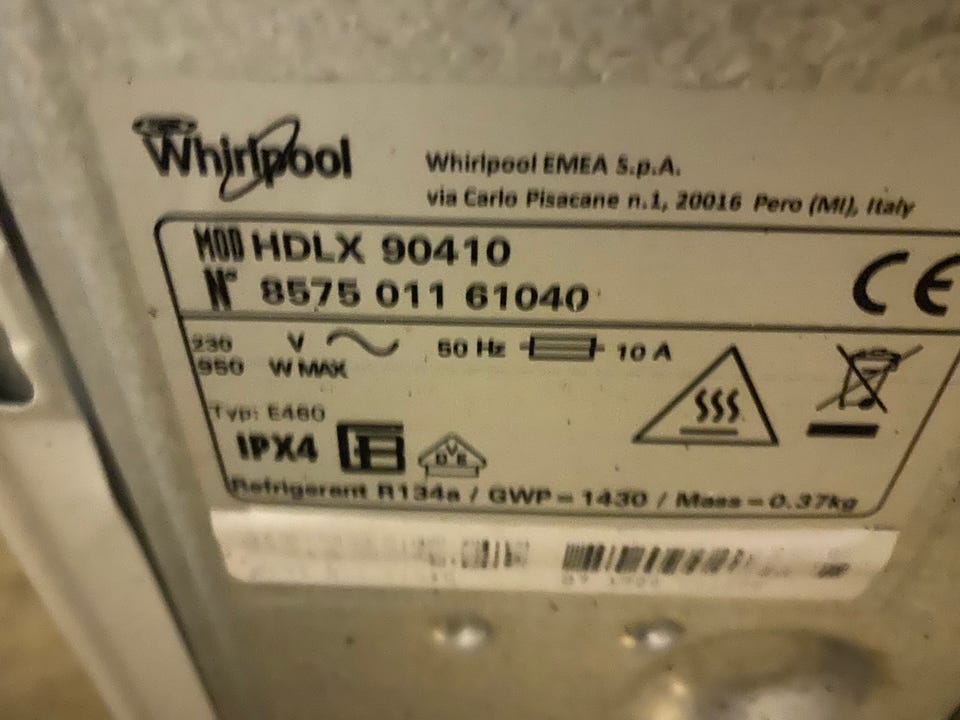 Whirlpool
Whirlpool EMEA S.p.A.
via Carlo Pisacane n.1, 20016 Pero (MI), Italy
MOD HDLX 90410
N° 8575 011 61040
CE
230 V ~ 50 Hz 10 A
950 W MAX
Typ: E460
IPX4
VDE
Refrigerant R134a / GWP = 1430 / Mass = 0.37kg